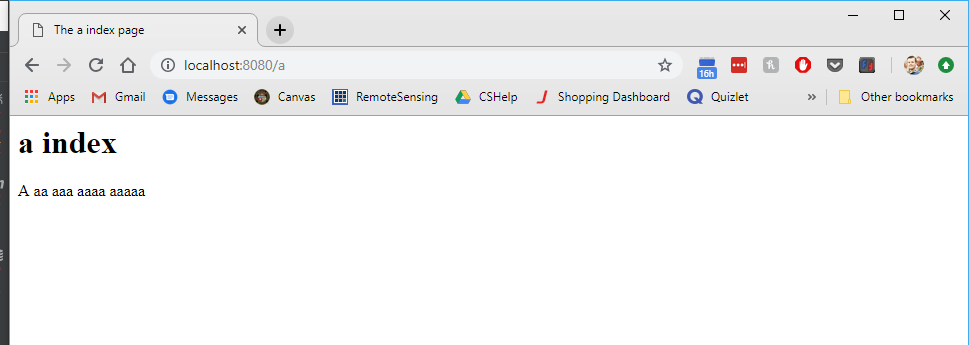 The a index page
localhost:8080/a
16h
Apps Gmail Messages Canvas RemoteSensing CSHelp Shopping Dashboard Quizlet » Other bookmarks
a index
A aa aaa aaaa aaaaa